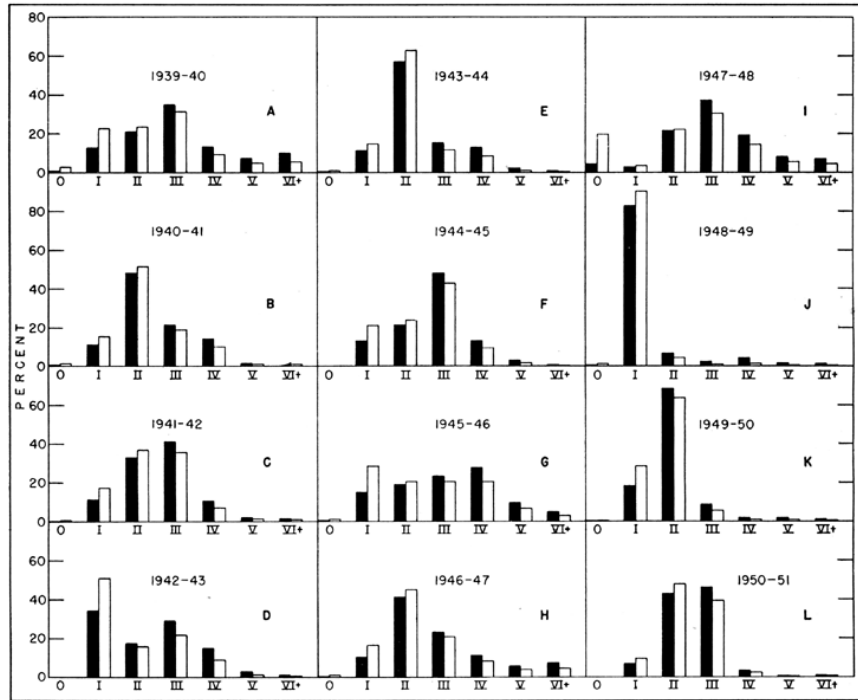 80
60
40
20
0
1939-40
A
O I II III IV V VI+
1943-44
E
O I II III IV V VI+
1947-48
I
O I II III IV V VI+
80
60
40
20
0
1940-41
B
O I II III IV V VI+
1944-45
F
O I II III IV V VI+
1948-49
J
O I II III IV V VI+
PERCENT
60
40
20
0
1941-42
C
O I II III IV V VI+
1945-46
G
O I II III IV V VI+
1949-50
K
O I II III IV V VI+
60
40
20
0
1942-43
D
O I II III IV V VI+
1946-47
H
O I II III IV V VI+
1950-51
L
O I II III IV V VI+